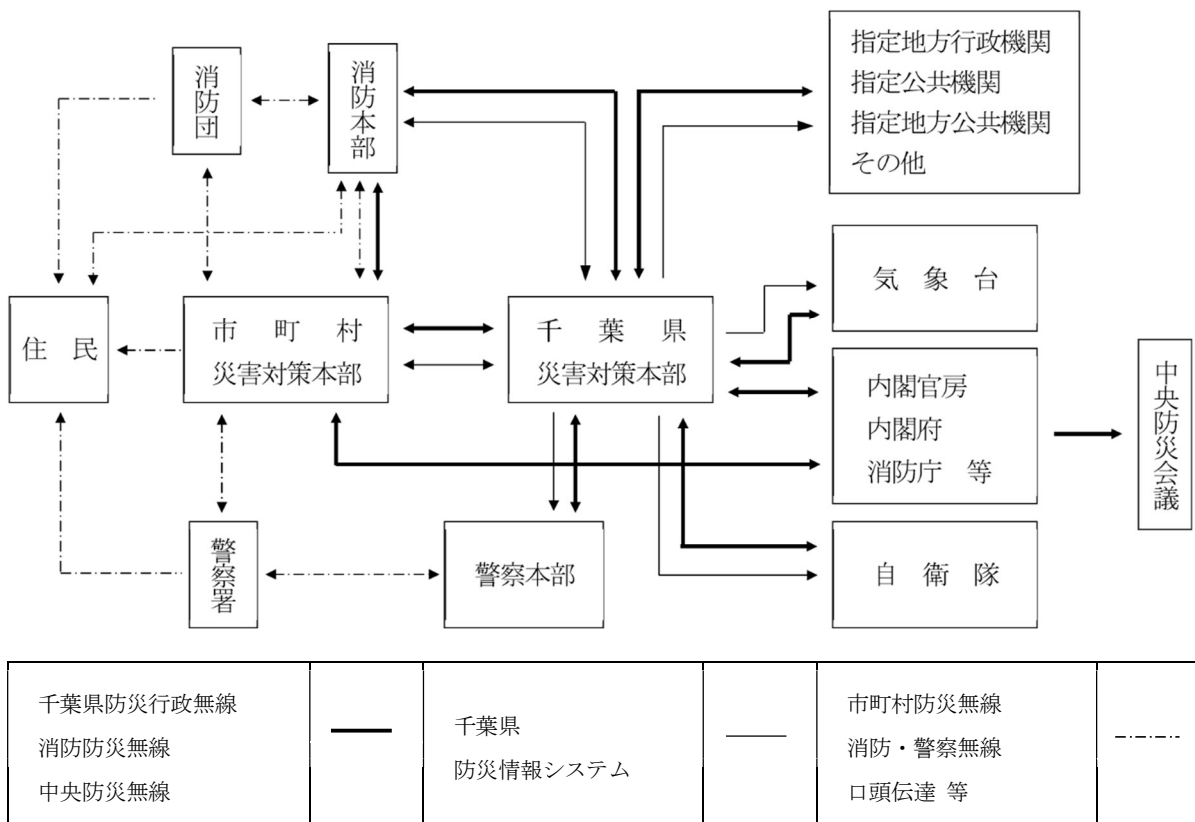 指定地方行政機関
指定公共機関
指定地方公共機関
その他
消防団
消防本部
気象台
住民
市町村
災害対策本部
千葉県
災害対策本部
内閣官房
内閣府
消防庁 等
中央防災会議
警察署
警察本部
自衛隊
千葉県防災行政無線
消防防災無線
中央防災無線
千葉県
防災情報システム
市町村防災無線
消防・警察無線
口頭伝達 等